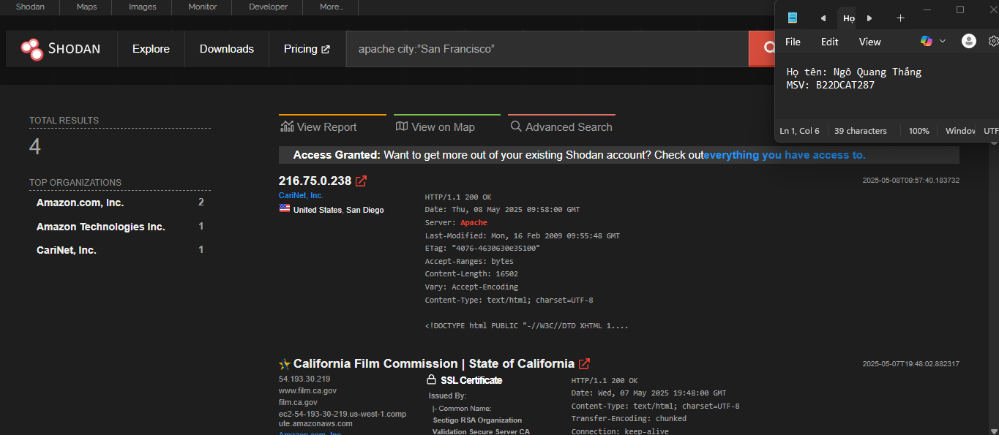 Shodan Maps Images Monitor Developer More...
SHODAN Explore Downloads Pricing apache city:”San Francisco”
Họ
File Edit View
Họ tên: Ngô Quang Thắng
MSV: B22DCAT287
Ln 1, Col 6 39 characters 100% Window UTF
TOTAL RESULTS
4
TOP ORGANIZATIONS
Amazon.com, Inc. 2
Amazon Technologies Inc. 1
CariNet, Inc. 1
View Report View on Map Advanced Search
Access Granted: Want to get more out of your existing Shodan account? Check outeverything you have access to.
216.75.0.238 2025-05-08T09:57:40.183732
CariNet, Inc.
United States, San Diego
HTTP/1.1 200 OK
Date: Thu, 08 May 2025 09:58:00 GMT
Server: Apache
Last-Modified: Mon, 16 Feb 2009 09:55:48 GMT
ETag: "4076-4630630e35100"
Accept-Ranges: bytes
Content-Length: 16502
Vary: Accept-Encoding
Content-Type: text/html; charset=UTF-8
<!DOCTYPE html PUBLIC "-//W3C//DTD XHTML 1....
California Film Commission | State of California 2025-05-07T19:48:02.882317
54.193.30.219
www.film.ca.gov
film.ca.gov
ec2-54-193-30-219.us-west-1.comp
ute.amazonaws.com
Amazon.com, Inc.
SSL Certificate
Issued By:
|- Common Name:
Sectigo RSA Organization
Validation Secure Server CA
HTTP/1.1 200 OK
Date: Wed, 07 May 2025 19:48:00 GMT
Content-Type: text/html; charset=UTF-8
Transfer-Encoding: chunked
Connection: keep-alive